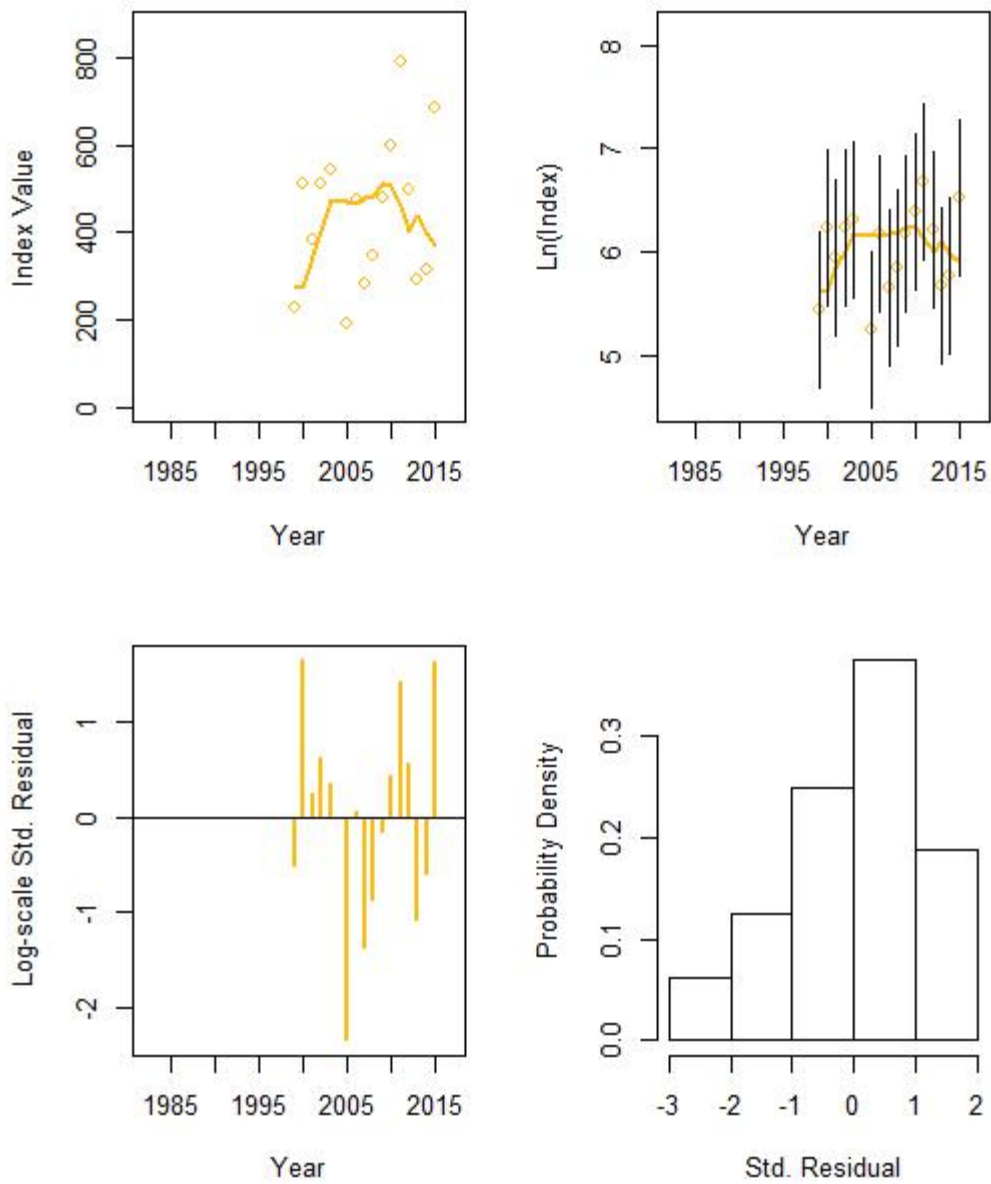 Index Value
800
600
400
200
0
1985 1995 2005 2015
Year
Ln(Index)
8
7
6
5
1985 1995 2005 2015
Year
Log-scale Std. Residual
1
0
-1
-2
1985 1995 2005 2015
Year
Probability Density
0.3
0.2
0.1
0.0
-3 -2 -1 0 1 2
Std. Residual